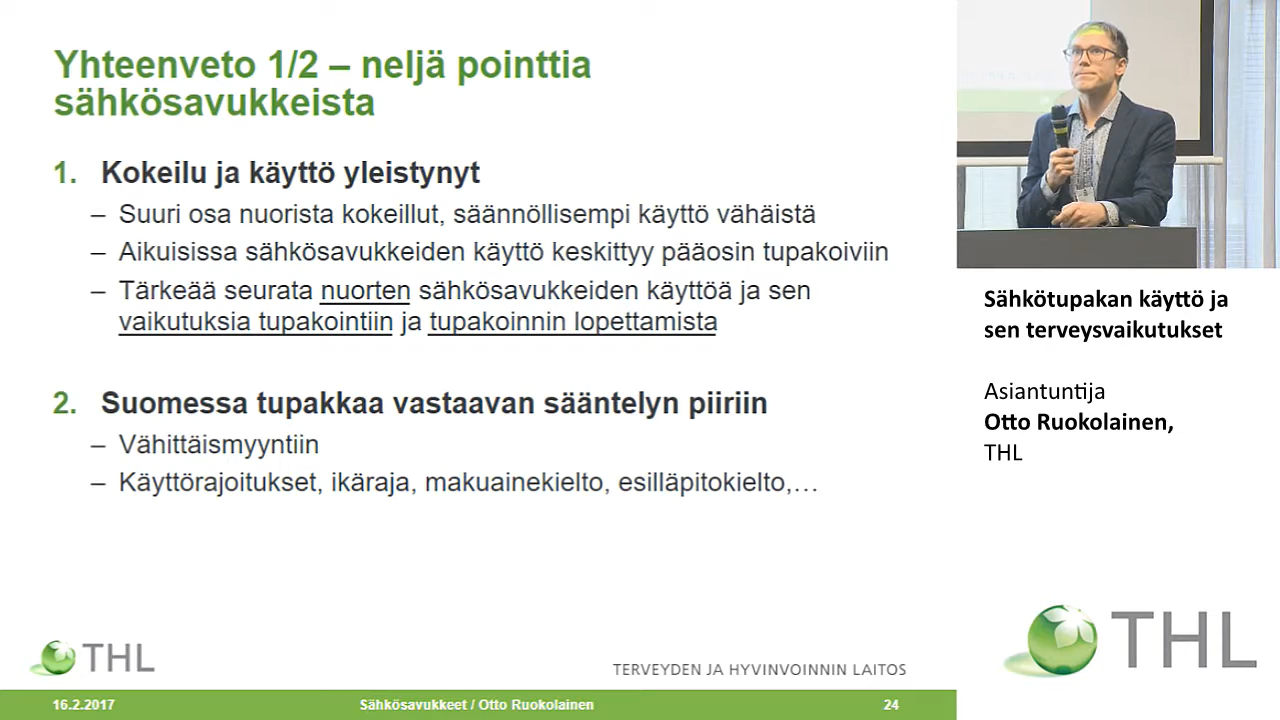 Yhteenveto 1/2 – neljä pointtia
sähkösavukkeista
1. Kokeilu ja käyttö yleistynyt
– Suuri osa nuorista kokeillut, säännöllisempi käyttö vähäistä
– Aikuisissa sähkösavukkeiden käyttö keskittyy pääosin tupakoiviin
– Tärkeää seurata nuorten sähkösavukkeiden käyttöä ja sen
vaikutuksia tupakointiin ja tupakoinnin lopettamista
2. Suomessa tupakkaa vastaavan sääntelyn piiriin
– Vähittäismyyntiin
– Käyttörajoitukset, ikäraja, makuainekielto, esilläpitokielto,…
THL
TERVEYDEN JA HYVINVOINNIN LAITOS
16.2.2017
Sähkösavukkeet / Otto Ruokolainen
24
Sähkötupakan käyttö ja
sen terveysvaikutukset
Asiantuntija
Otto Ruokolainen,
THL
THL